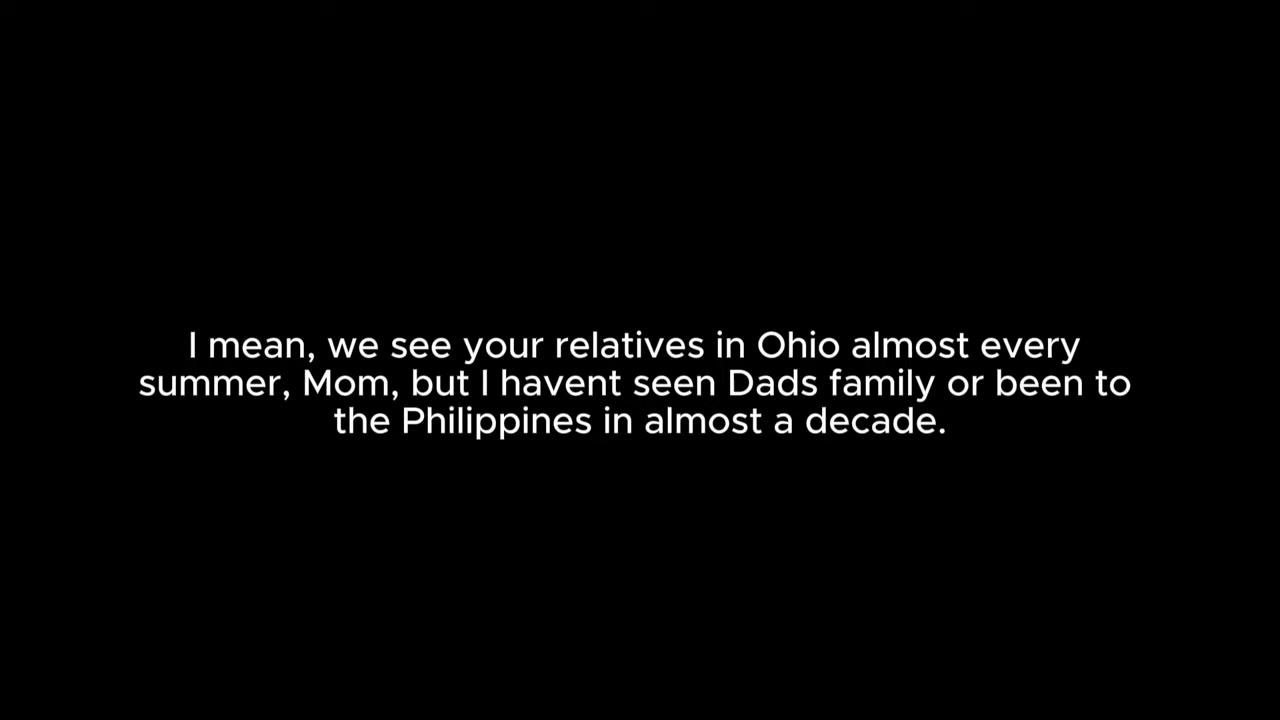 I mean, we see your relatives in Ohio almost every
summer, Mom, but I havent seen Dads family or been to
the Philippines in almost a decade.